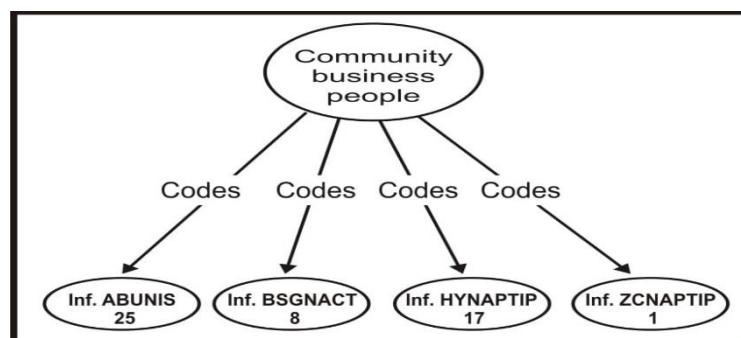 Community
business
people
Codes Codes Codes Codes
Inf. ABUNIS Inf. BSGNACT Inf. HYNAPTIP Inf. ZCNAPTIP
25 8 17 1